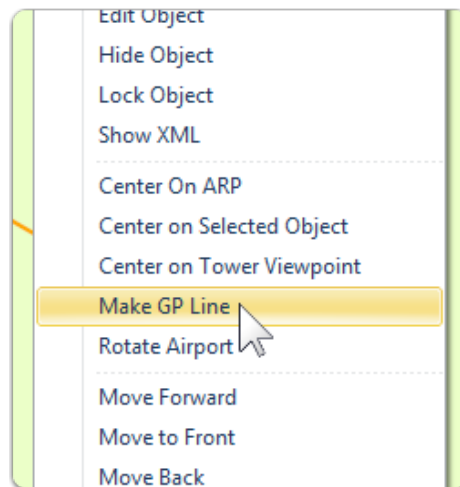 Edit Object
Hide Object
Lock Object
Show XML
Center On ARP
Center on Selected Object
Center on Tower Viewpoint
Make GP Line
Rotate Airport
Move Forward
Move to Front
Move Back